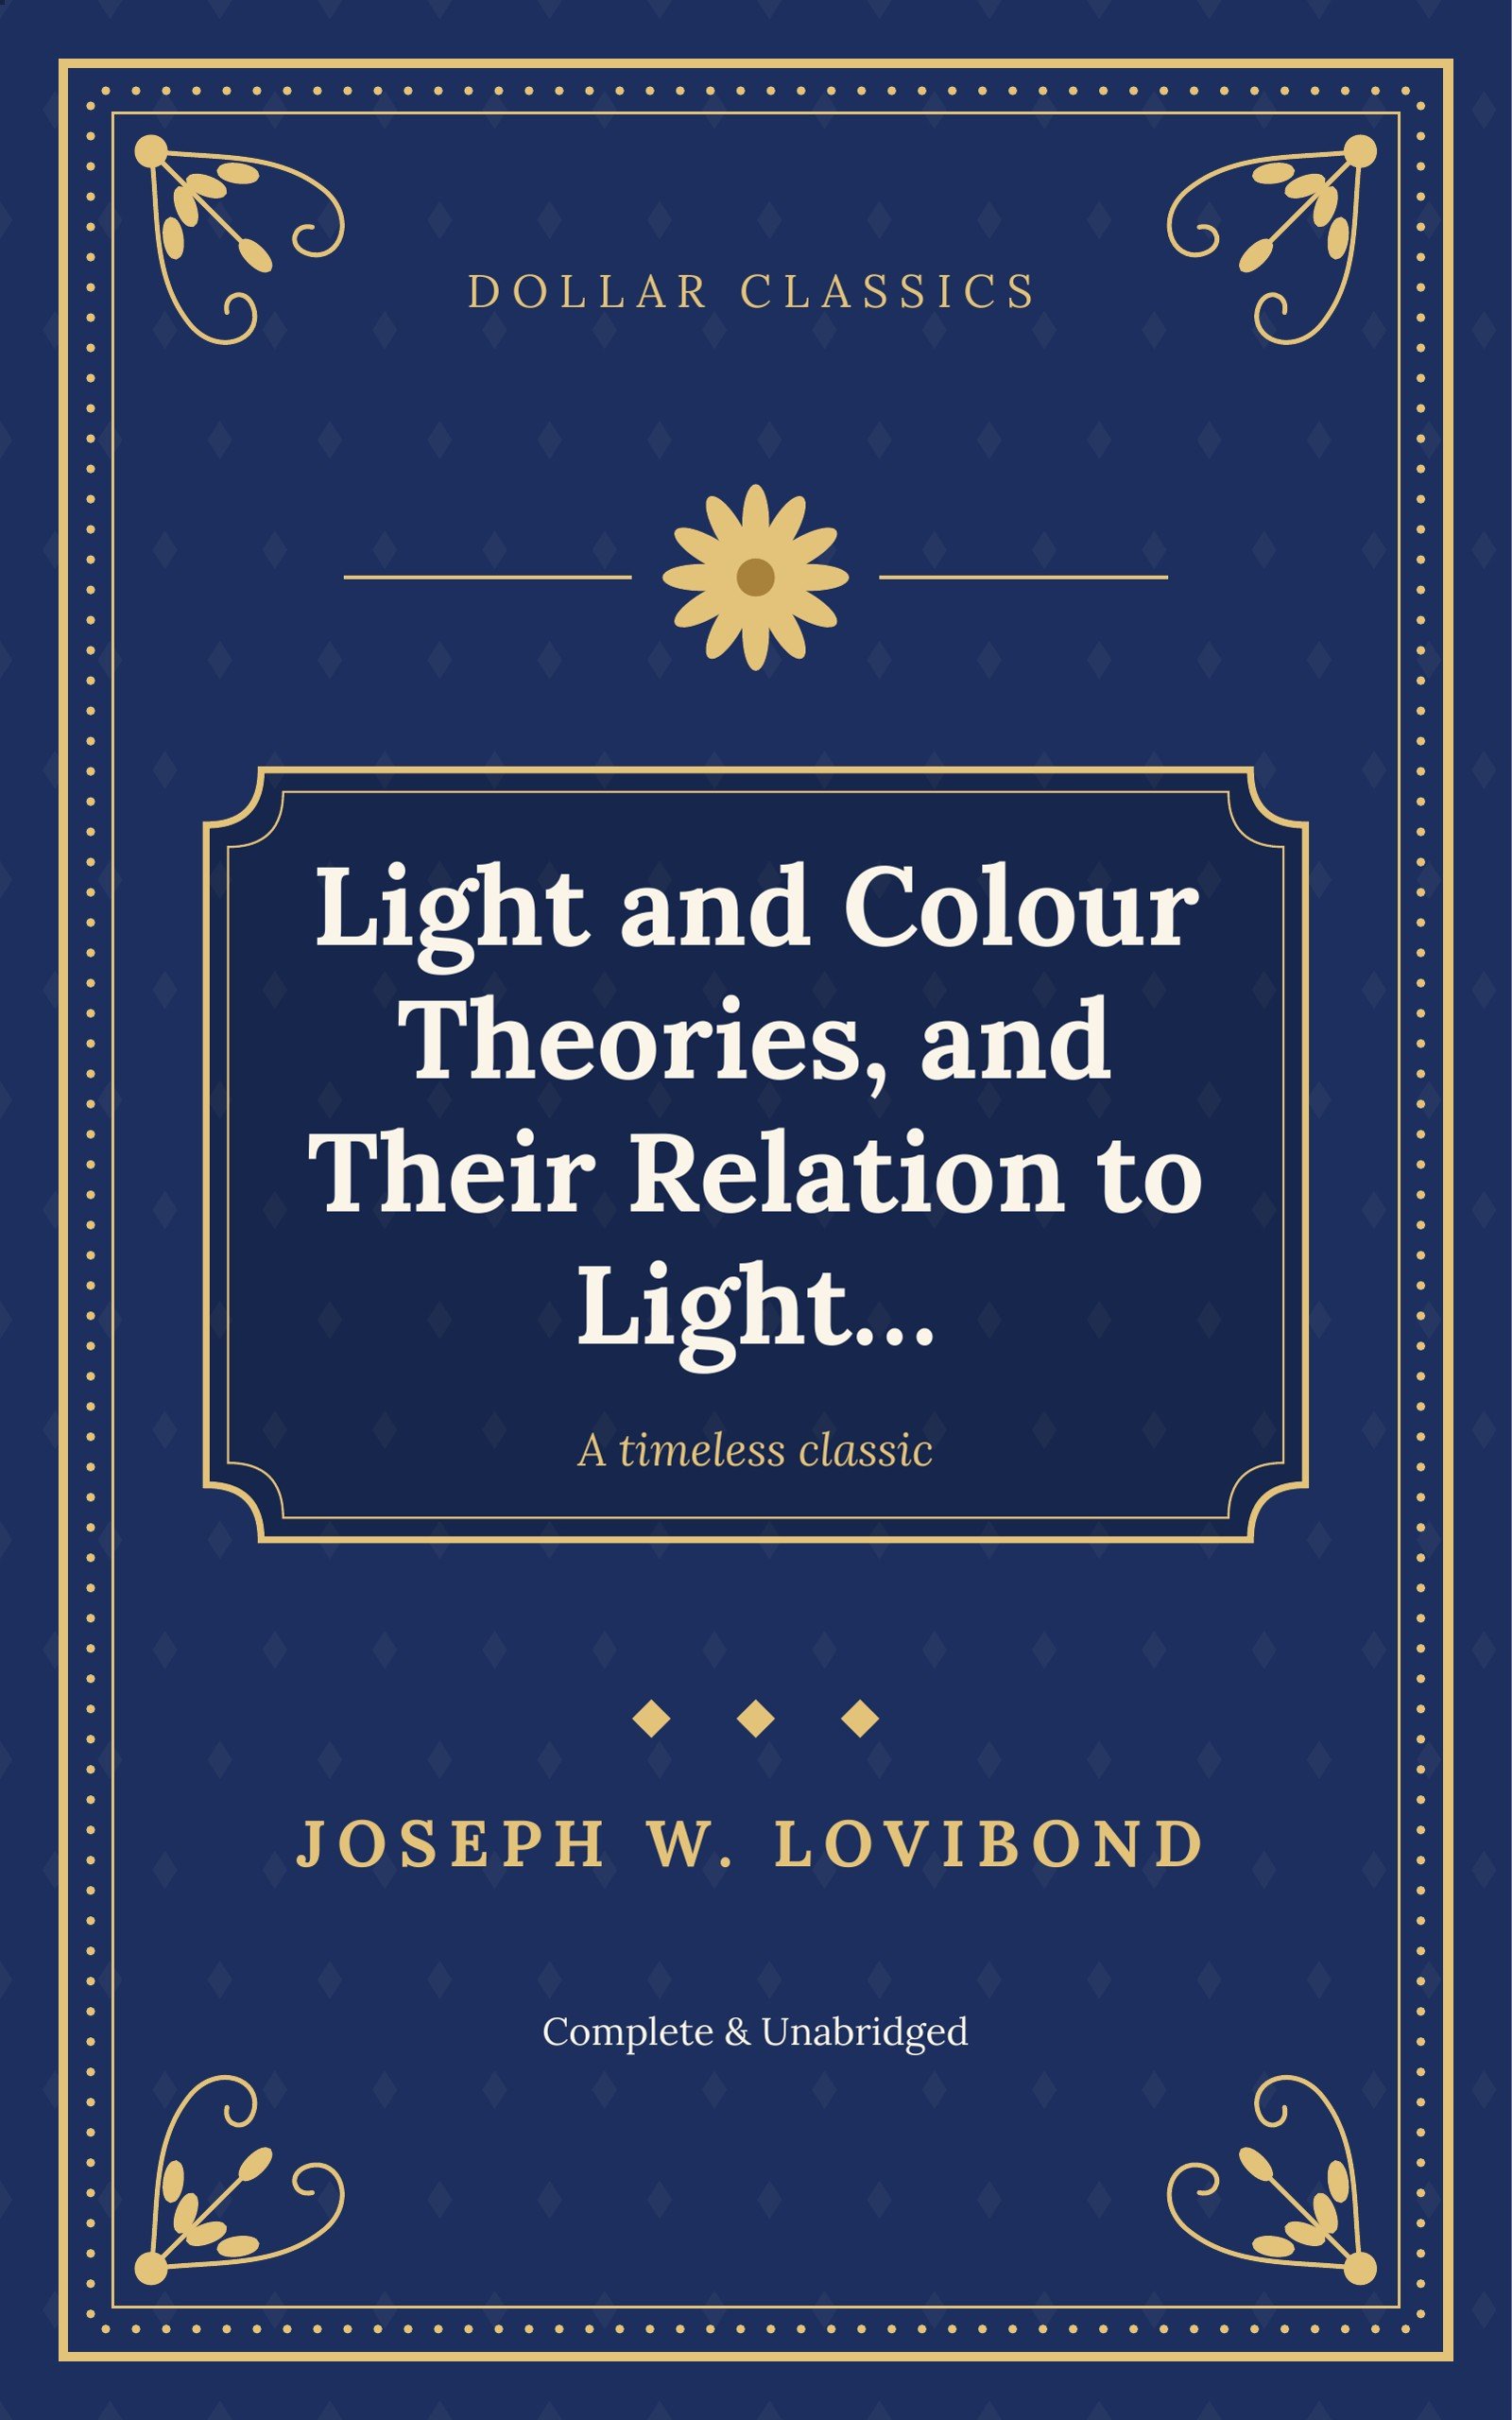 DOLLAR CLASSICS
Light and Colour
Theories, and
Their Relation to
Light...
A timeless classic
JOSEPH W. LOVIBOND
Complete & Unabridged